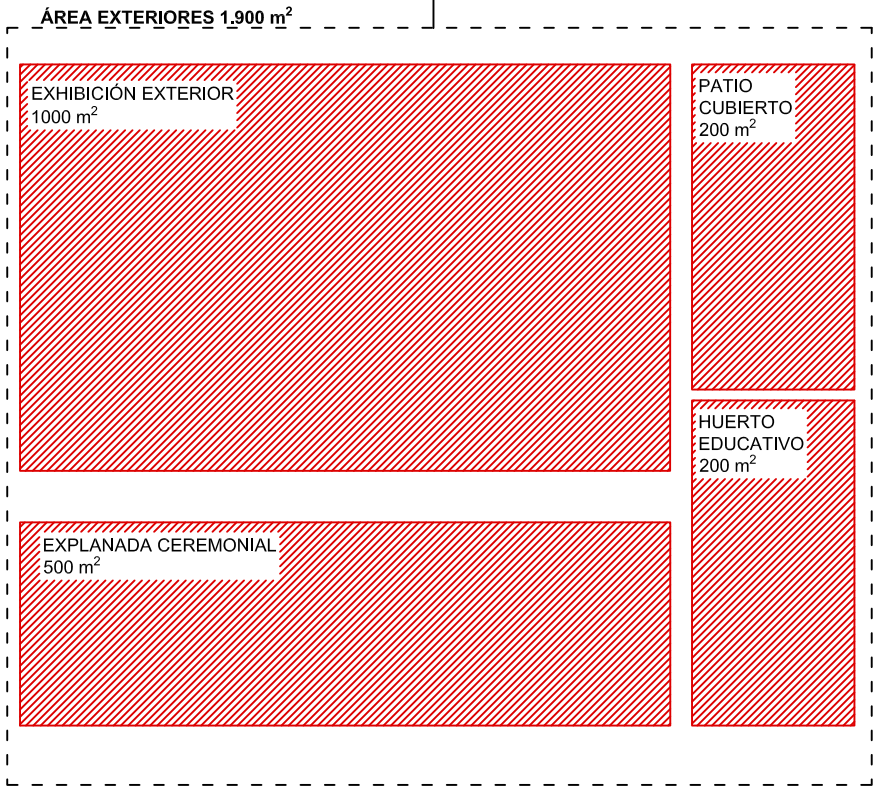 ÁREA EXTERIORES 1.900 m²
EXHIBICIÓN EXTERIOR
1000 m²
PATIO
CUBIERTO
200 m²
HUERTO
EDUCATIVO
200 m²
EXPLANADA CEREMONIAL
500 m²